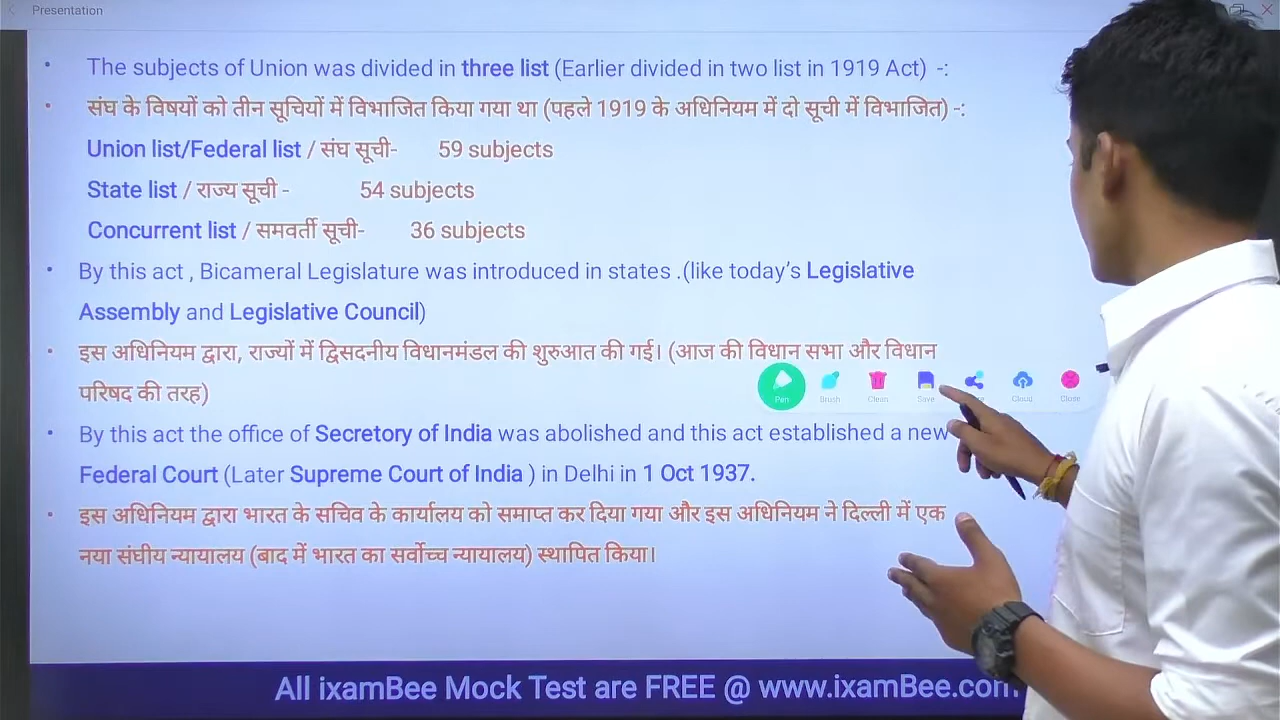 Presentation
• The subjects of Union was divided in three list (Earlier divided in two list in 1919 Act) -:
• संघ के विषयों को तीन सूचियों में विभाजित किया गया था (पहले 1919 के अधिनियम में दो सूची में विभाजित) -:
Union list/Federal list / संघ सूची- 59 subjects
State list / राज्य सूची - 54 subjects
Concurrent list / समवर्ती सूची- 36 subjects
• By this act , Bicameral Legislature was introduced in states .(like today's Legislative
Assembly and Legislative Council)
• इस अधिनियम द्वारा, राज्यों में द्विसदनीय विधानमंडल की शुरुआत की गई। (आज की विधान सभा और विधान
परिषद की तरह)
Pen Brush Clean Save Cloud Close
• By this act the office of Secretory of India was abolished and this act established a new
Federal Court (Later Supreme Court of India ) in Delhi in 1 Oct 1937.
• इस अधिनियम द्वारा भारत के सचिव के कार्यालय को समाप्त कर दिया गया और इस अधिनियम ने दिल्ली में एक
नया संघीय न्यायालय (बाद में भारत का सर्वोच्च न्यायालय) स्थापित किया।
All ixamBee Mock Test are FREE @ www.ixamBee.com